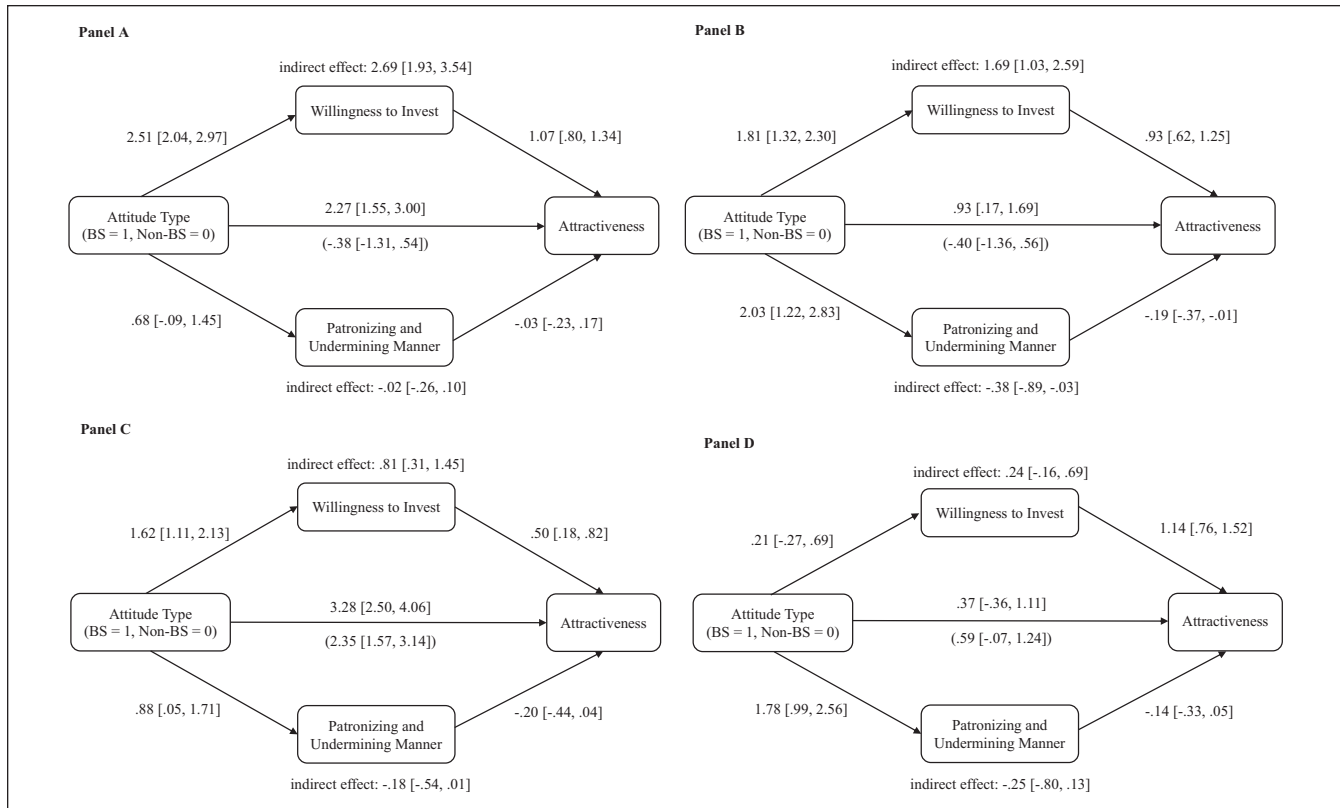 Panel A
indirect effect: 2.69 [1.93, 3.54]
Willingness to Invest
2.51 [2.04, 2.97]
1.07 [.80, 1.34]
Attitude Type
(BS = 1, Non-BS = 0)
2.27 [1.55, 3.00]
(-.38 [-1.31, .54])
Attractiveness
.68 [-.09, 1.45]
-.03 [-.23, .17]
Patronizing and
Undermining Manner
indirect effect: -.02 [-.26, .10]
Panel B
indirect effect: 1.69 [1.03, 2.59]
Willingness to Invest
1.81 [1.32, 2.30]
.93 [.62, 1.25]
Attitude Type
(BS = 1, Non-BS = 0)
.93 [.17, 1.69]
(-.40 [-1.36, .56])
Attractiveness
2.03 [1.22, 2.83]
-.19 [-.37, -.01]
Patronizing and
Undermining Manner
indirect effect: -.38 [-.89, -.03]
Panel C
indirect effect: .81 [.31, 1.45]
Willingness to Invest
1.62 [1.11, 2.13]
.50 [.18, .82]
Attitude Type
(BS = 1, Non-BS = 0)
3.28 [2.50, 4.06]
(2.35 [1.57, 3.14])
Attractiveness
.88 [.05, 1.71]
-.20 [-.44, .04]
Patronizing and
Undermining Manner
indirect effect: -.18 [-.54, .01]
Panel D
indirect effect: .24 [-.16, .69]
Willingness to Invest
.21 [-.27, .69]
1.14 [.76, 1.52]
Attitude Type
(BS = 1, Non-BS = 0)
.37 [-.36, 1.11]
(.59 [-.07, 1.24])
Attractiveness
1.78 [.99, 2.56]
-.14 [-.33, .05]
Patronizing and
Undermining Manner
indirect effect: -.25 [-.80, .13]